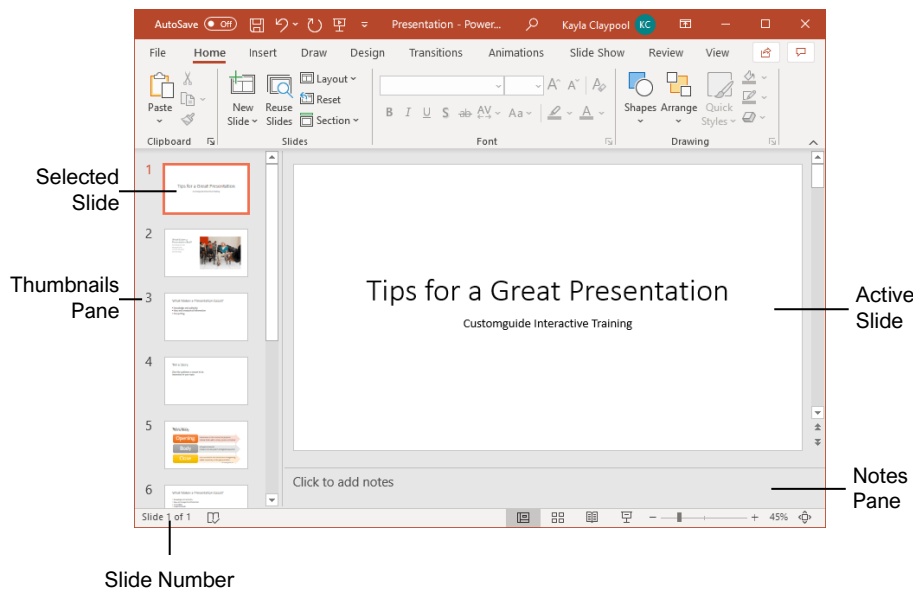 AutoSave Off Presentation - Power... Kayla Claypool KC
File Home Insert Draw Design Transitions Animations Slide Show Review View
Paste
New Slide
Reuse Slides
Layout
Reset
Section
B I U S ab AV Aa A
A A A
Shapes Arrange Quick Styles
Clipboard Slides Font Drawing
Selected
Slide
Thumbnails
Pane
1
Tips for a Great Presentation
2
3
What Makes a Presentation Great?
4
5
Opening
Body
Close
6
Tips for a Great Presentation
Customguide Interactive Training
Active
Slide
Click to add notes
Notes
Pane
Slide 1 of 1
45%
Slide Number